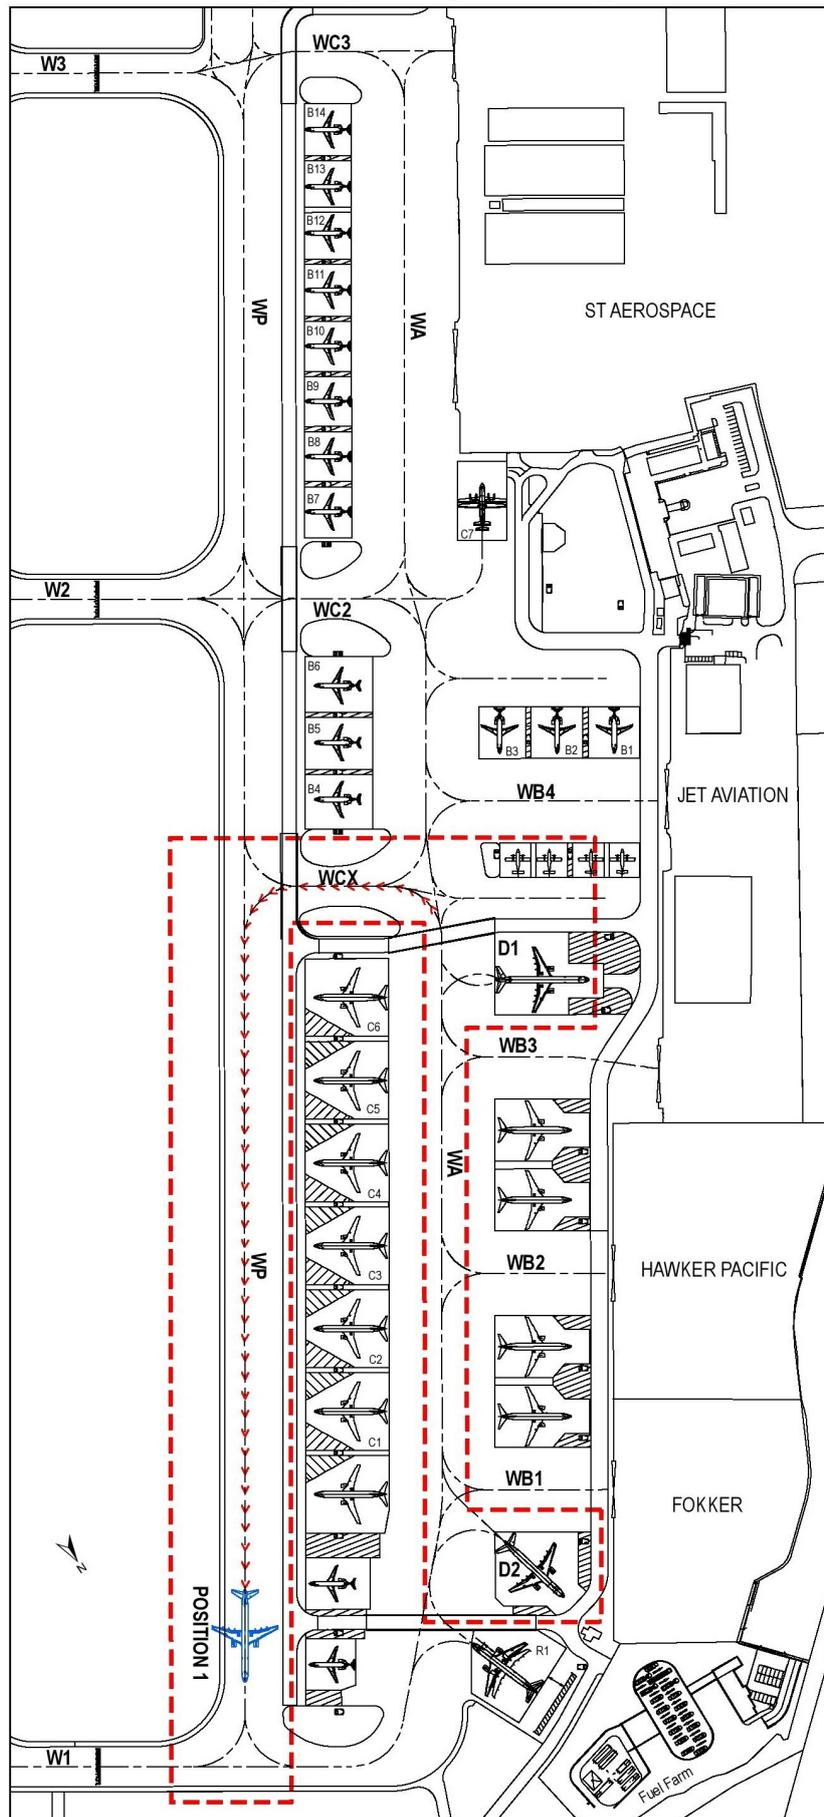 WC3
W3
B14
B13
B12
B11
WP
ST AEROSPACE
WA
B10
B9
B8
B7
C7
W2
WC2
B6
B5
B4
B3
B2
B1
WB4
JET AVIATION
WCX
D1
C6
WB3
C5
WA
C4
WP
C3
WB2
HAWKER PACIFIC
C2
C1
WB1
FOKKER
D2
N
POSITION 1
R1
W1
Fuel Farm